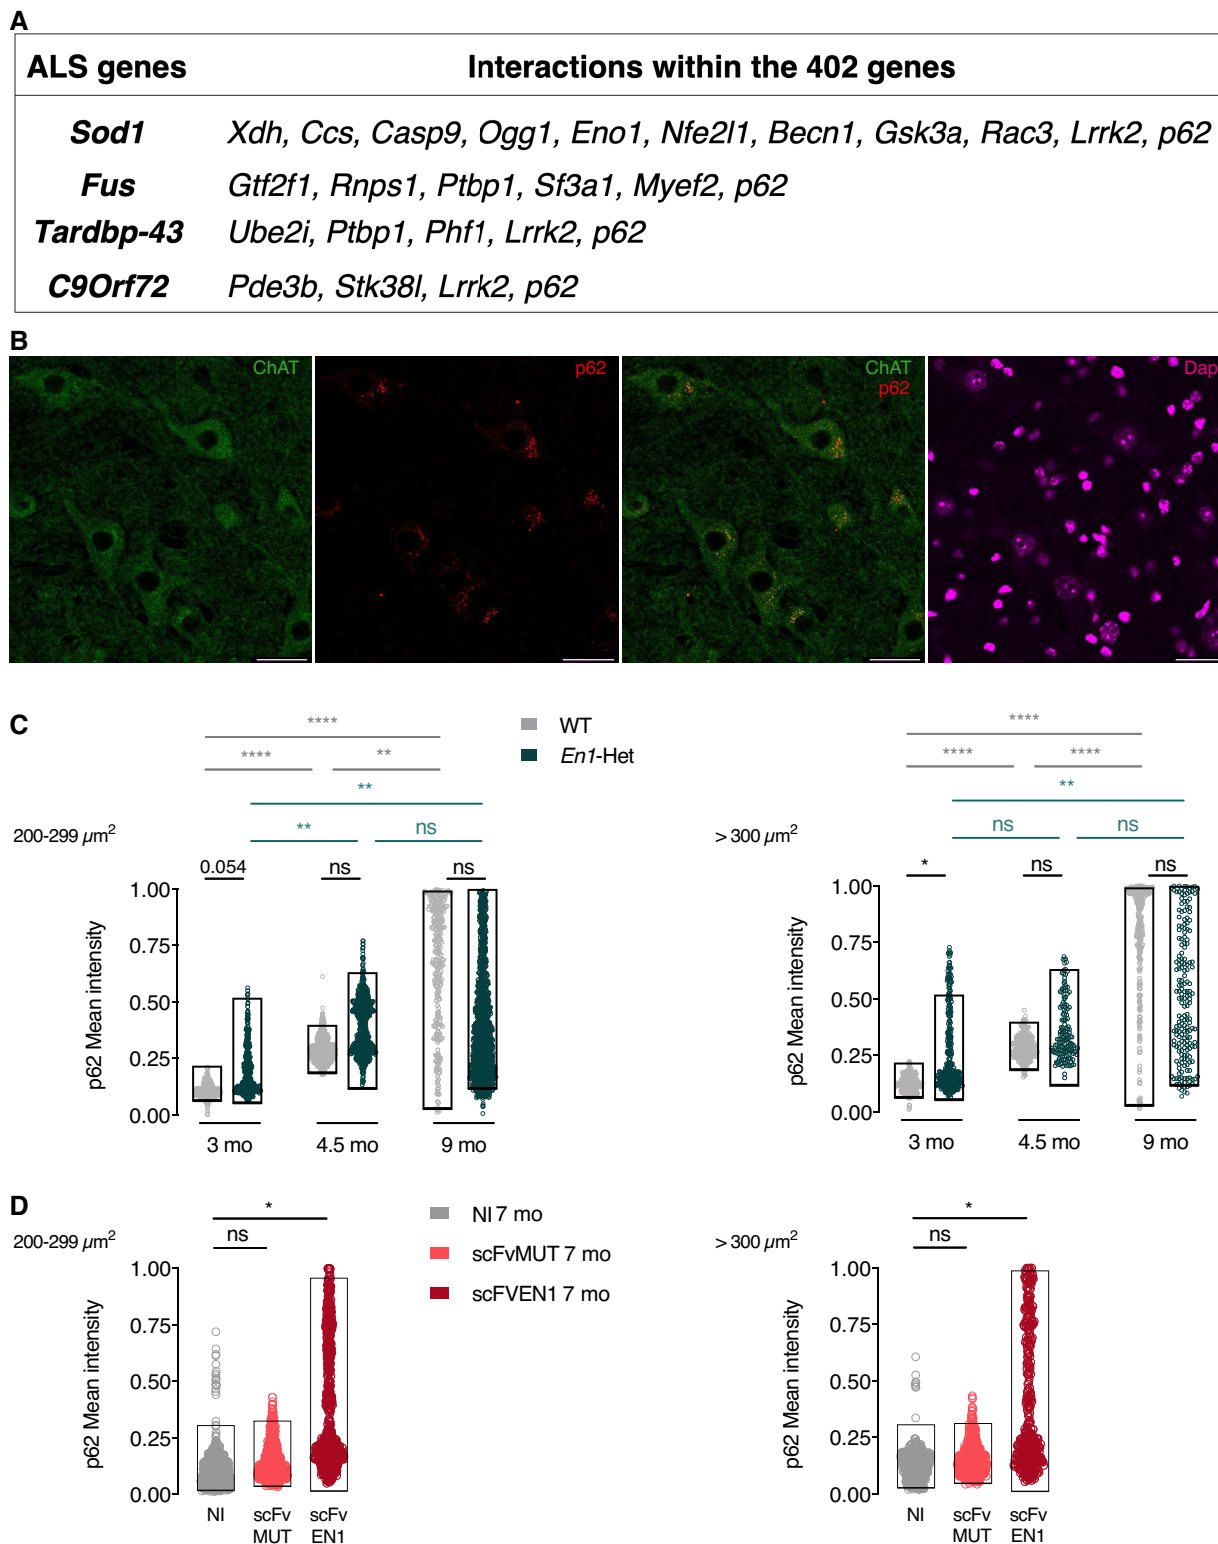 A
ALS genes Interactions within the 402 genes
Sod1 Xdh, Ccs, Casp9, Ogg1, Eno1, Nfe2l1, Becn1, Gsk3a, Rac3, Lrrk2, p62
Fus Gtf2f1, Rnps1, Ptbp1, Sf3a1, Myef2, p62
Tardbp-43 Ube2i, Ptbp1, Phf1, Lrrk2, p62
C9Orf72 Pde3b, Stk38l, Lrrk2, p62
B
ChAT p62 ChAT Dap
p62
C
WT
En1-Het
200-299 µm²
**** 
**** **
**
** ns
0.054 ns ns
p62 Mean intensity
1.00
0.75
0.50
0.25
0.00
3 mo 4.5 mo 9 mo
> 300 µm²
****
**** ****
**
ns ns
* ns ns
p62 Mean intensity
1.00
0.75
0.50
0.25
0.00
3 mo 4.5 mo 9 mo
D
NI 7 mo
scFvMUT 7 mo
scFVEN1 7 mo
200-299 µm²
*
ns
p62 Mean intensity
1.00
0.75
0.50
0.25
0.00
NI scFv scFv
MUT EN1
> 300 µm²
*
ns
p62 Mean intensity
1.00
0.75
0.50
0.25
0.00
NI scFv scFv
MUT EN1